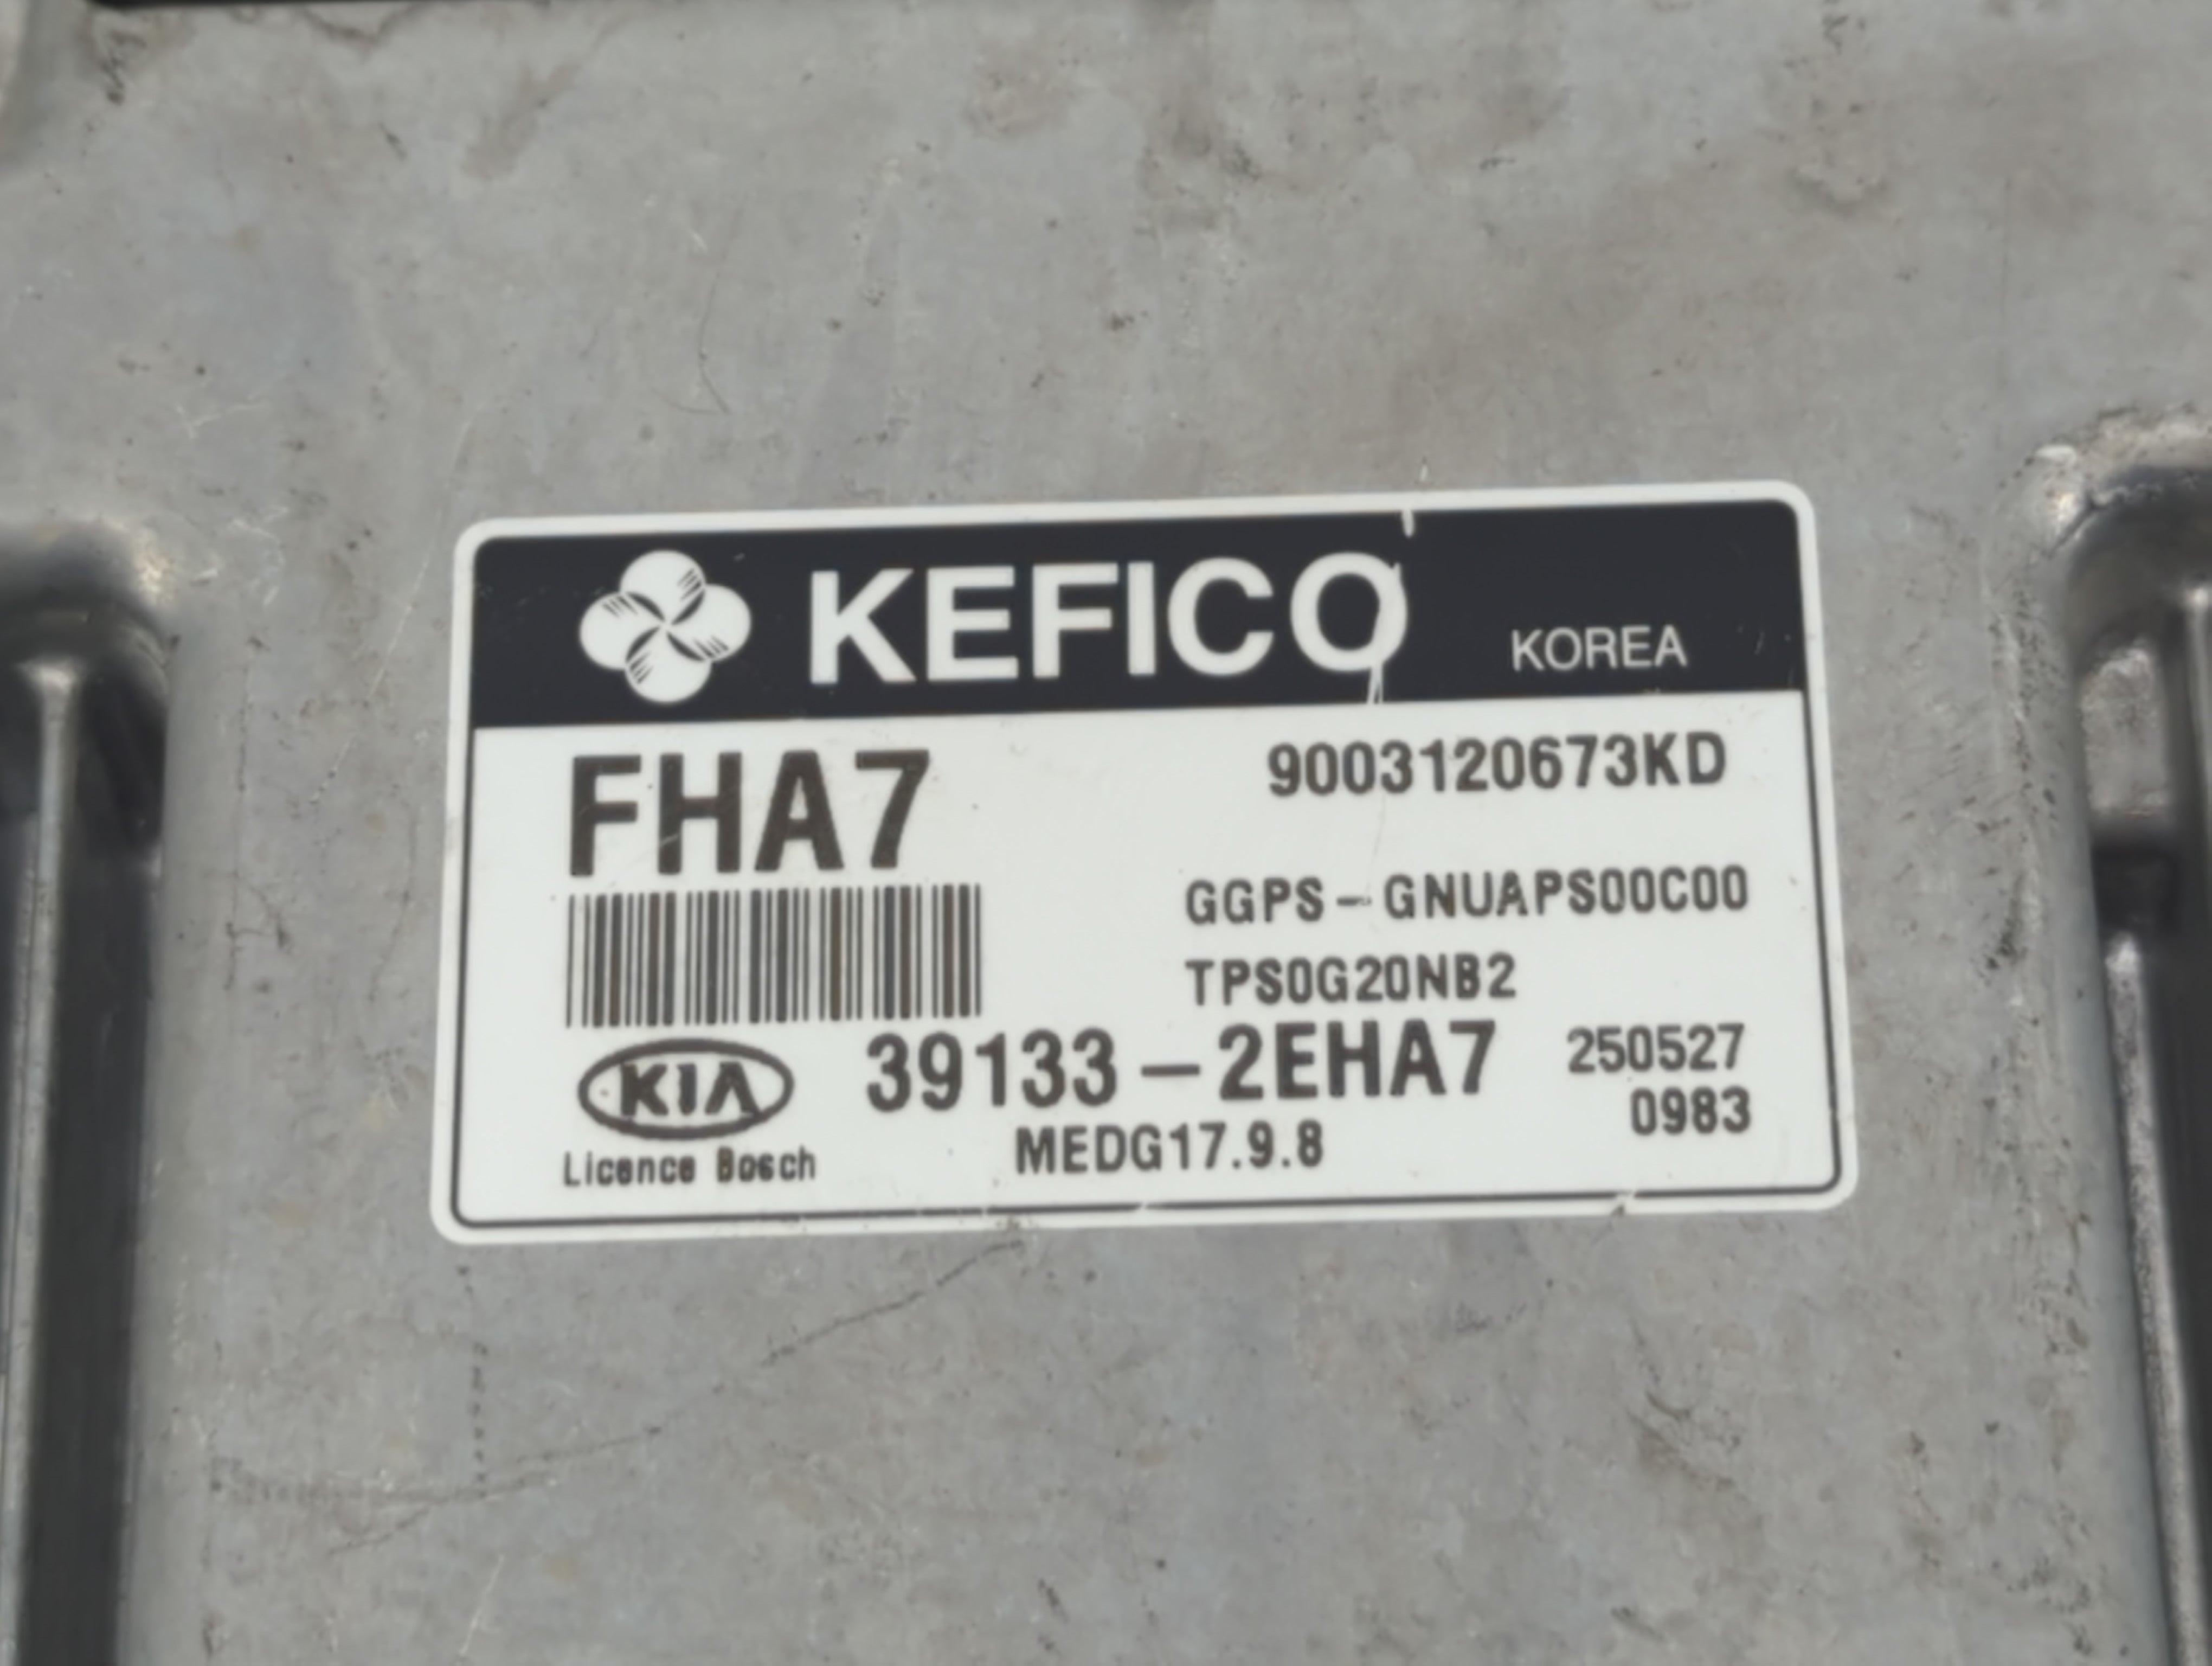 KEFICO KOREA
FHA7 9003120673KD
GGPS-GNUAPS00C00
TPS0G20NB2
KIA 39133-2EHA7 250527
0983
Licence Bosch MEDG17.9.8